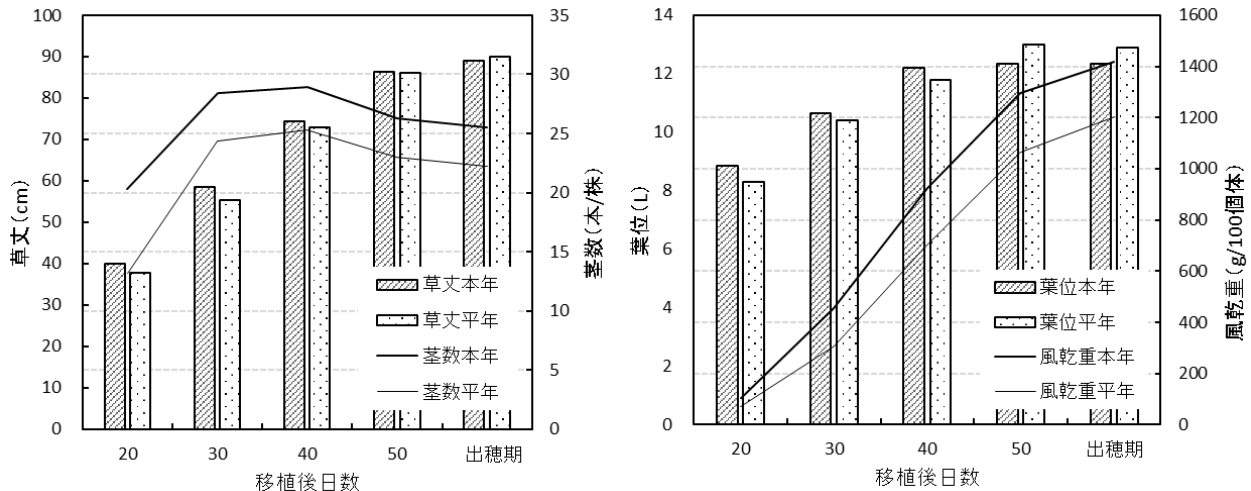 100
90
80
70
60
50
40
30
20
10
0
草丈(cm)
35
30
25
20
15
10
5
0
茎数(本/株)
草丈本年
草丈平年
茎数本年
茎数平年
20 30 40 50 出穂期
移植後日数
14
12
10
8
6
4
2
0
葉位(L)
1600
1400
1200
1000
800
600
400
200
0
風乾重(g/100個体)
葉位本年
葉位平年
風乾重本年
風乾重平年
20 30 40 50 出穂期
移植後日数